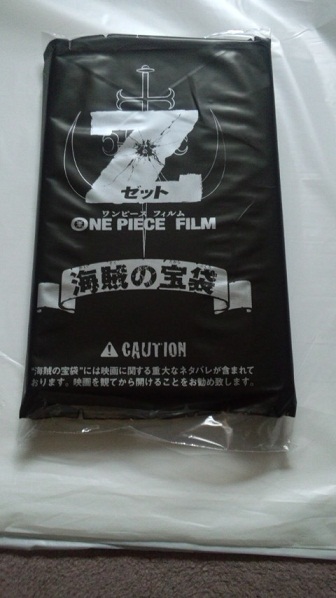 Z
ゼット
ワンピース フィルム
ONE PIECE FILM
海賊の宝袋
CAUTION
"海賊の宝袋"には映画に関する重大なネタバレが含まれて
おります。映画を観てから開けることをお勧め致します。